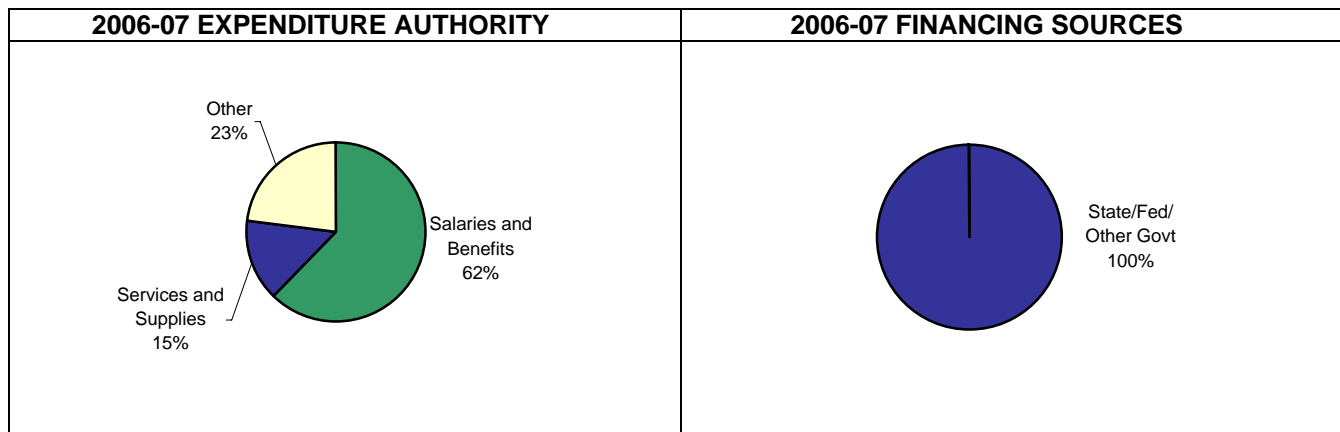 2006-07 EXPENDITURE AUTHORITY
Other
23%
Salaries and
Benefits
62%
Services and
Supplies
15%
2006-07 FINANCING SOURCES
State/Fed/
Other Govt
100%